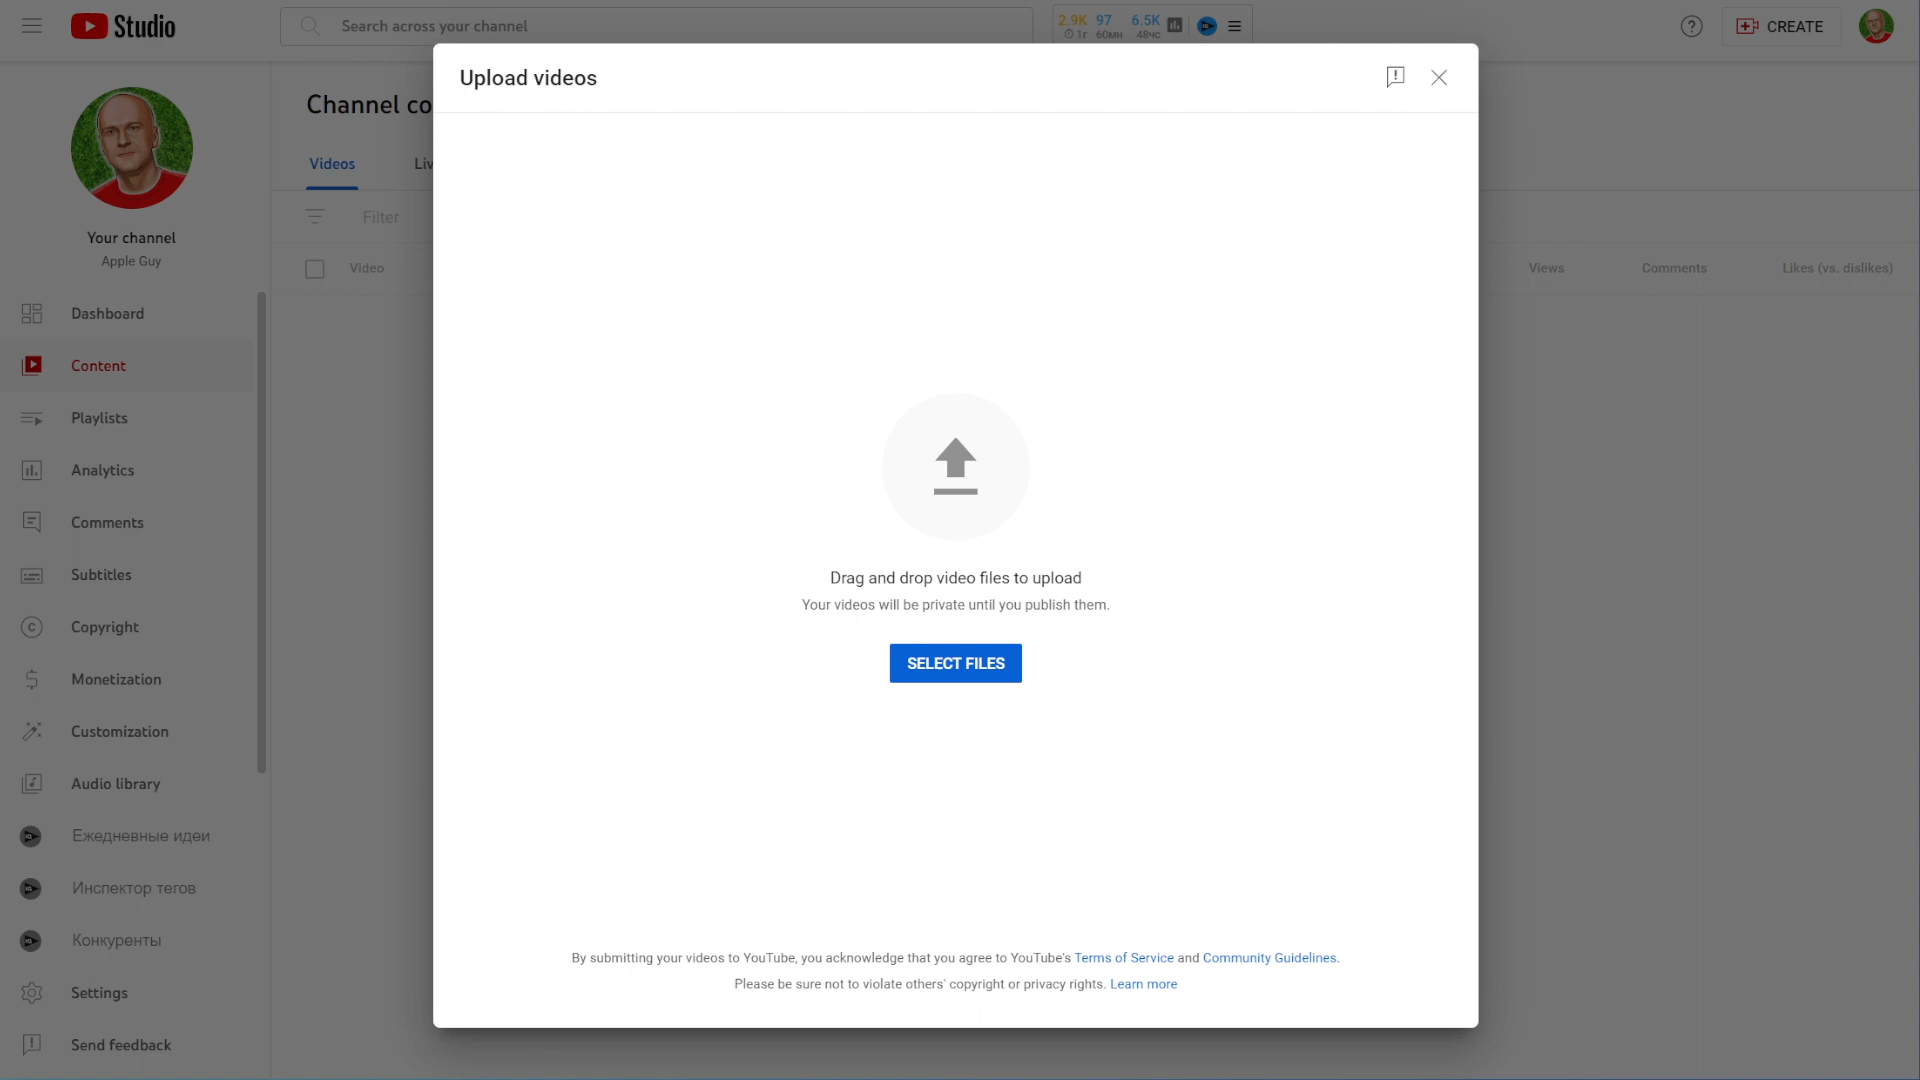 Studio
Search across your channel
2.9K 97 6.5K
1г 60мн 48чс
CREATE
Upload videos
Channel co
Videos
Liv
Filter
Your channel
Apple Guy
Video
Views
Comments
Likes (vs. dislikes)
Dashboard
Content
Playlists
Analytics
Comments
Subtitles
Copyright
Monetization
Customization
Audio library
Ежедневные идеи
Инспектор тегов
Конкуренты
Settings
Send feedback
Drag and drop video files to upload
Your videos will be private until you publish them.
SELECT FILES
By submitting your videos to YouTube, you acknowledge that you agree to YouTube's Terms of Service and Community Guidelines.
Please be sure not to violate others' copyright or privacy rights. Learn more